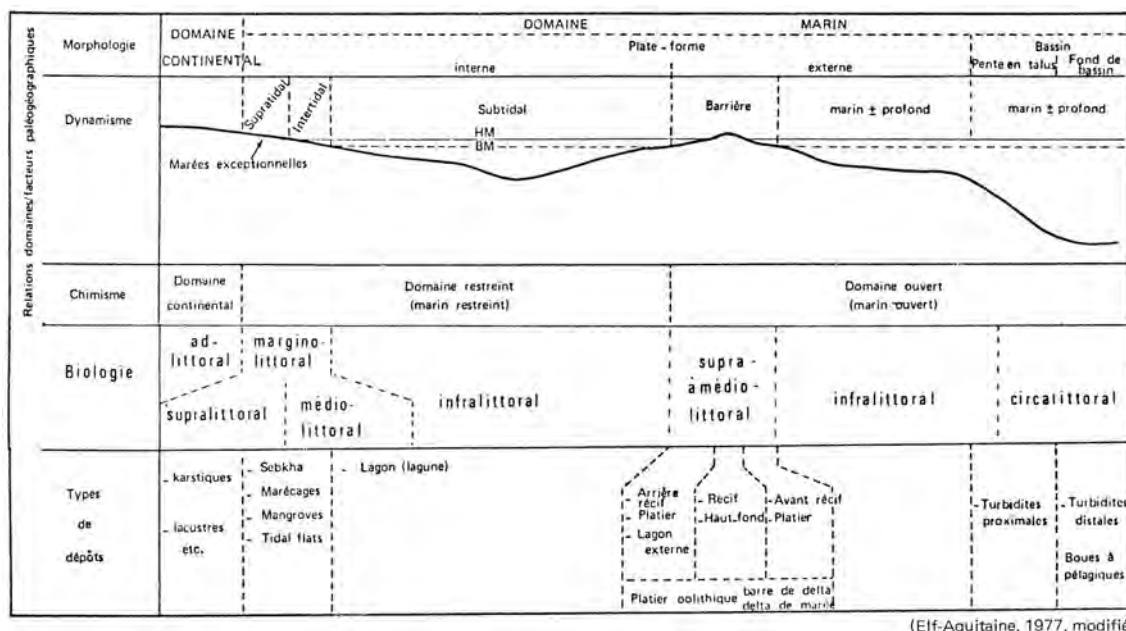 Relations domaines/facteurs paléogéographiques
Morphologie
DOMAINE
CONTINENTAL
DOMAINE MARIN
Plate-forme
interne
externe
Bassin
Pente en talus
Fond de
bassin
Dynamisme
Supratidal
Intertidal
Subtidal
Barrière
marin ± profond
marin ± profond
HM
BM
Marées exceptionnelles
Chimisme
Domaine
continental
Domaine restreint
(marin restreint)
Domaine ouvert
(marin ouvert)
Biologie
ad-
littoral
margino-
littoral
supralittoral
médio-
littoral
infralittoral
supra-
àmédio-
littoral
infralittoral
circalittoral
Types
de
dépôts
- karstiques
- lacustres
etc.
- Sebkha
- Marécages
- Mangroves
- Tidal flats
- Lagon (lagune)
- Arrière
récif
- Platier
- Lagon
externe
- Récif
- Haut-fond
- Avant récif
- Platier
Platier oolithique
barre de delta
delta de marée
- Turbidites
proximales
- Turbidites
distales
Boues à
pélagiques
(Elf-Aquitaine, 1977, modifié